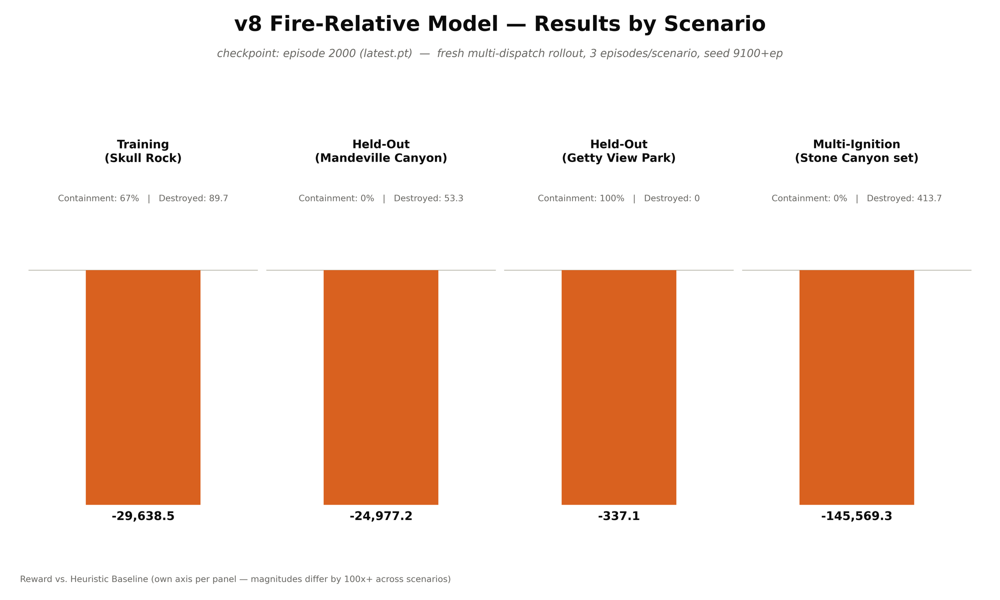 v8 Fire-Relative Model — Results by Scenario
checkpoint: episode 2000 (latest.pt) — fresh multi-dispatch rollout, 3 episodes/scenario, seed 9100+ep
Training
(Skull Rock)
Containment: 67% | Destroyed: 89.7
-29,638.5
Held-Out
(Mandeville Canyon)
Containment: 0% | Destroyed: 53.3
-24,977.2
Held-Out
(Getty View Park)
Containment: 100% | Destroyed: 0
-337.1
Multi-Ignition
(Stone Canyon set)
Containment: 0% | Destroyed: 413.7
-145,569.3
Reward vs. Heuristic Baseline (own axis per panel — magnitudes differ by 100x+ across scenarios)